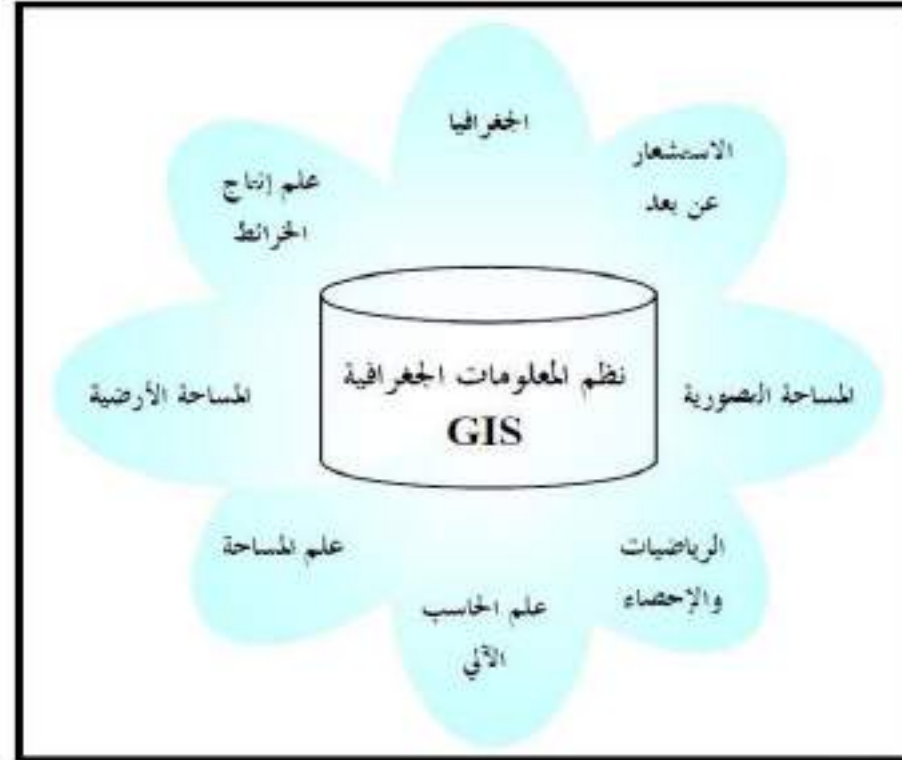 الجغرافيا
الاستشعار
عن بعد
علم إنتاج
الخرائط
نظم المعلومات الجغرافية
GIS
المساحة التصورية
المساحة الأرضية
الرياضيات
والإحصاء
علم المساحة
علم الحاسب
الآلي